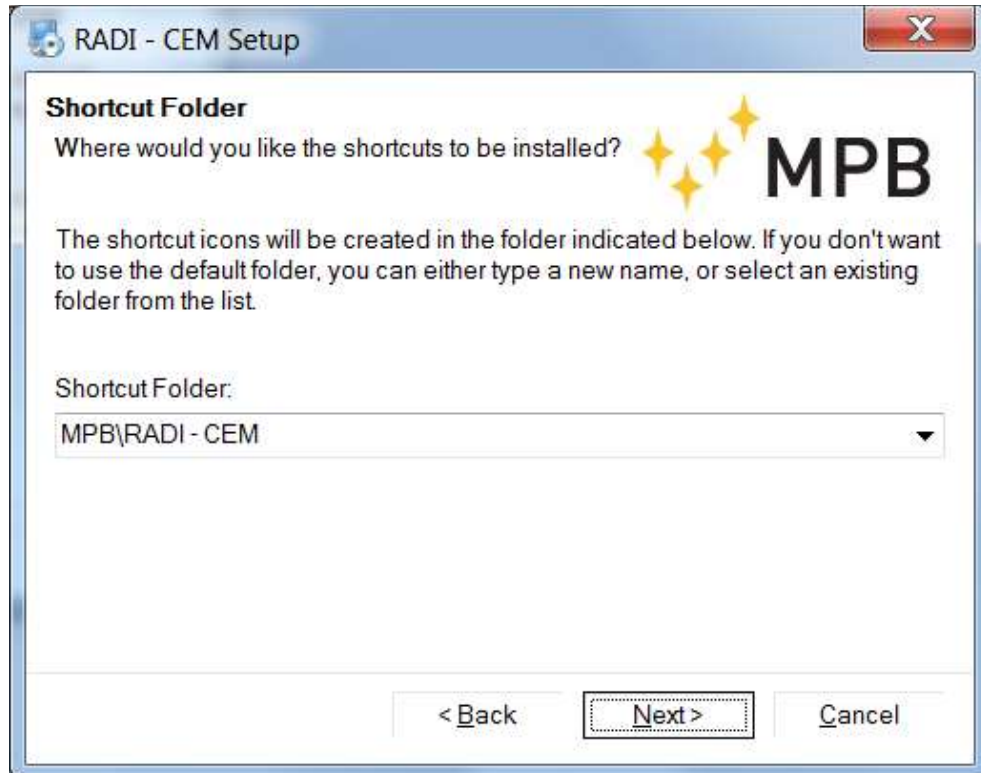 RADI - CEM Setup
X
Shortcut Folder
Where would you like the shortcuts to be installed?
MPB
The shortcut icons will be created in the folder indicated below. If you don't want
to use the default folder, you can either type a new name, or select an existing
folder from the list.
Shortcut Folder:
MPB\RADI - CEM
< Back
Next >
Cancel